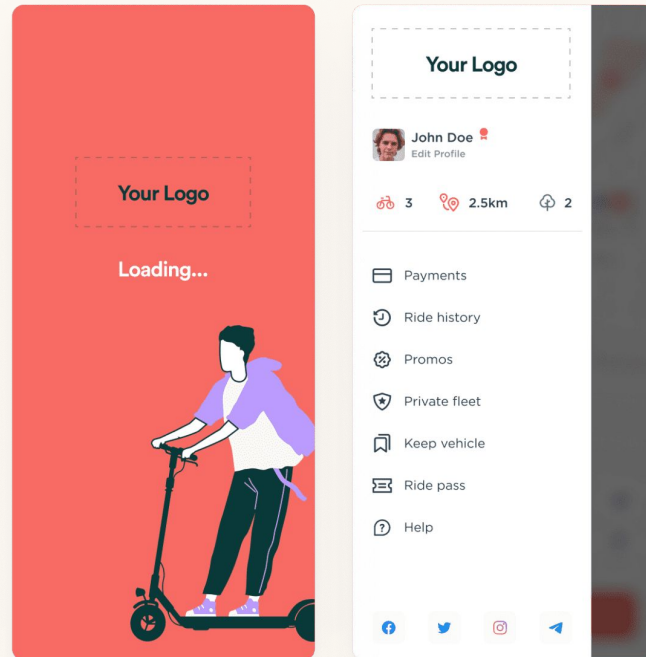 Your Logo
Loading...
Your Logo
John Doe
Edit Profile
3 2.5km 2
Payments
Ride history
Promos
Private fleet
Keep vehicle
Ride pass
Help